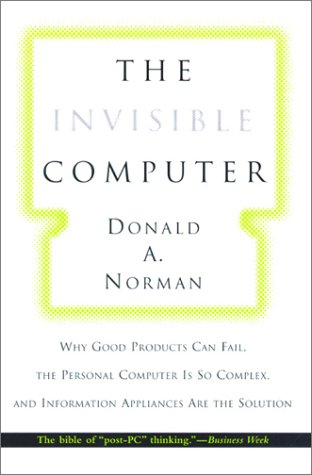 THE
INVISIBLE
COMPUTER
DONALD
A.
NORMAN
WHY GOOD PRODUCTS CAN FAIL,
THE PERSONAL COMPUTER IS SO COMPLEX,
AND INFORMATION APPLIANCES ARE THE SOLUTION
The bible of "post-PC" thinking."—Business Week